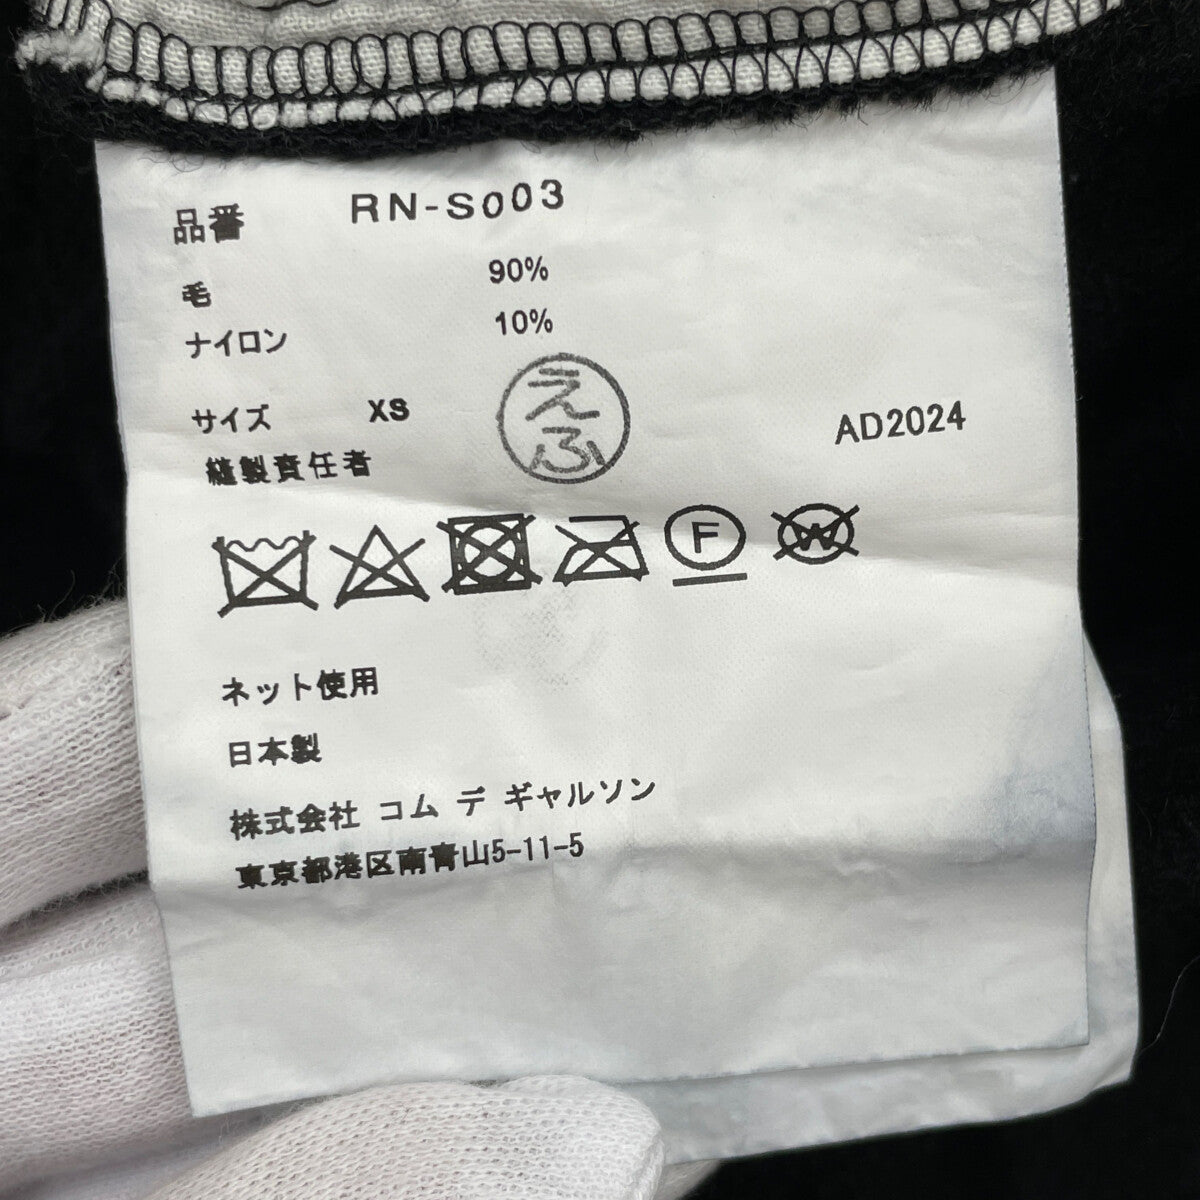 品番 RN-S003
毛 90%
ナイロン 10%
サイズ XS
えふ
AD2024
縫製責任者
F
W
ネット使用
日本製
株式会社 コム デ ギャルソン
東京都港区南青山5-11-5